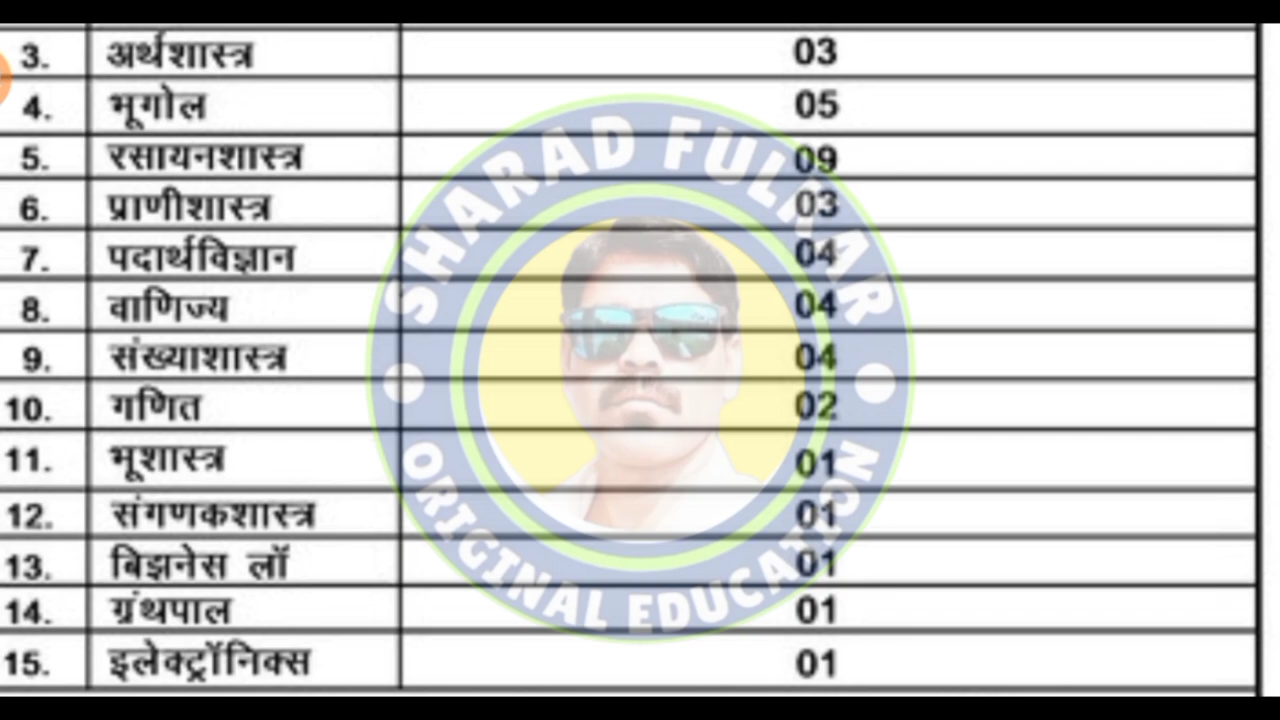 3. अर्थशास्त्र 03
4. भूगोल 05
5. रसायनशास्त्र 09
6. प्राणीशास्त्र 03
7. पदार्थविज्ञान 04
8. वाणिज्य 04
9. संख्याशास्त्र 04
10. गणित 02
11. भूशास्त्र 01
12. संगणकशास्त्र 01
13. बिझनेस लॉ 01
14. ग्रंथपाल 01
15. इलेक्ट्रॉनिक्स 01
SHARAD FULKAR
ORIGINAL EDUCATION